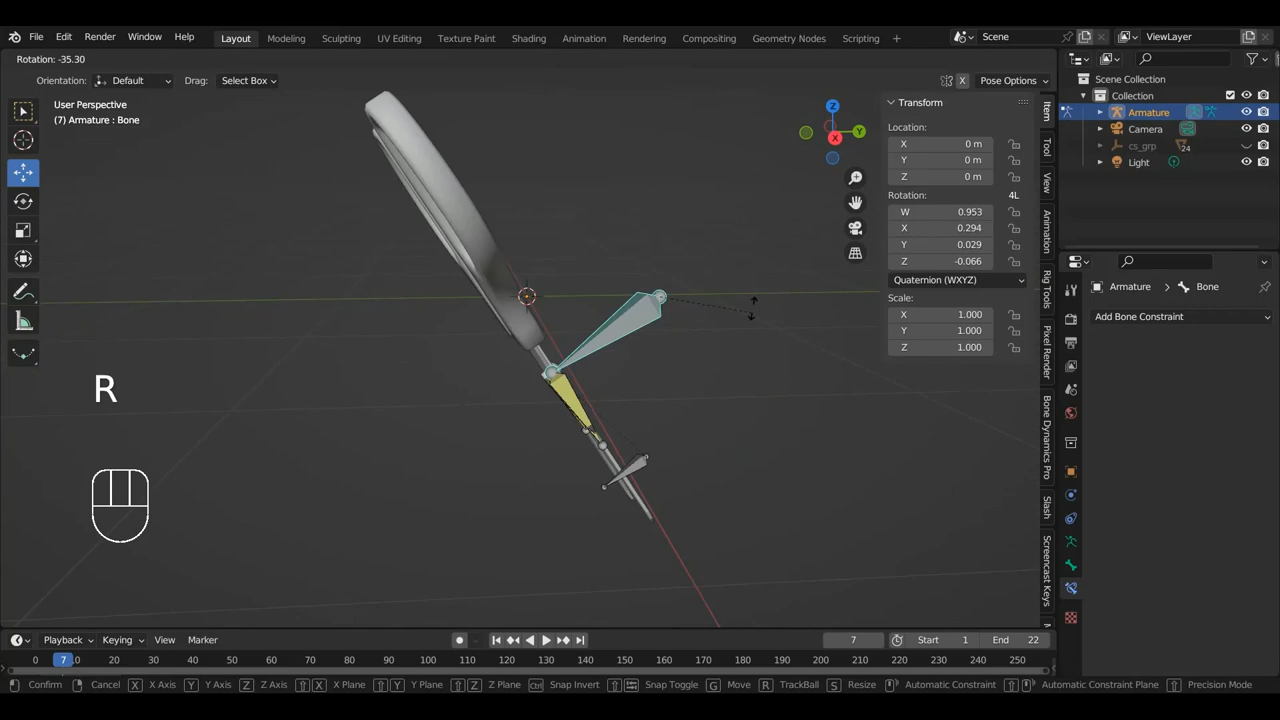 File Edit Render Window Help Layout Modeling Sculpting UV Editing Texture Paint Shading Animation Rendering Compositing Geometry Nodes Scripting + Scene ViewLayer
Rotation: -35.30
Orientation: Default Drag: Select Box X Pose Options
User Perspective
(7) Armature : Bone
Z
Y
X
Transform
Location:
X 0 m
Y 0 m
Z 0 m
Rotation: 4L
W 0.953
X 0.294
Y 0.029
Z -0.066
Quaternion (WXYZ)
Scale:
X 1.000
Y 1.000
Z 1.000
Item
Tool
View
Animation
Rig Tools
Pixel Render
Bone Dynamics Pro
Slash
Screencast Keys
M
Scene Collection
Collection
Armature
Camera
cs_grp 24
Light
Armature > Bone
Add Bone Constraint
R
Playback Keying View Marker 7 Start 1 End 22
0 7 10 20 30 40 50 60 70 80 90 100 110 120 130 140 150 160 170 180 190 200 210 220 230 240 250
Confirm Cancel X X Axis Y Y Axis Z Z Axis X X Plane Y Y Plane Z Z Plane Ctrl Snap Invert Snap Toggle G Move R TrackBall S Resize Automatic Constraint Automatic Constraint Plane Precision Mode